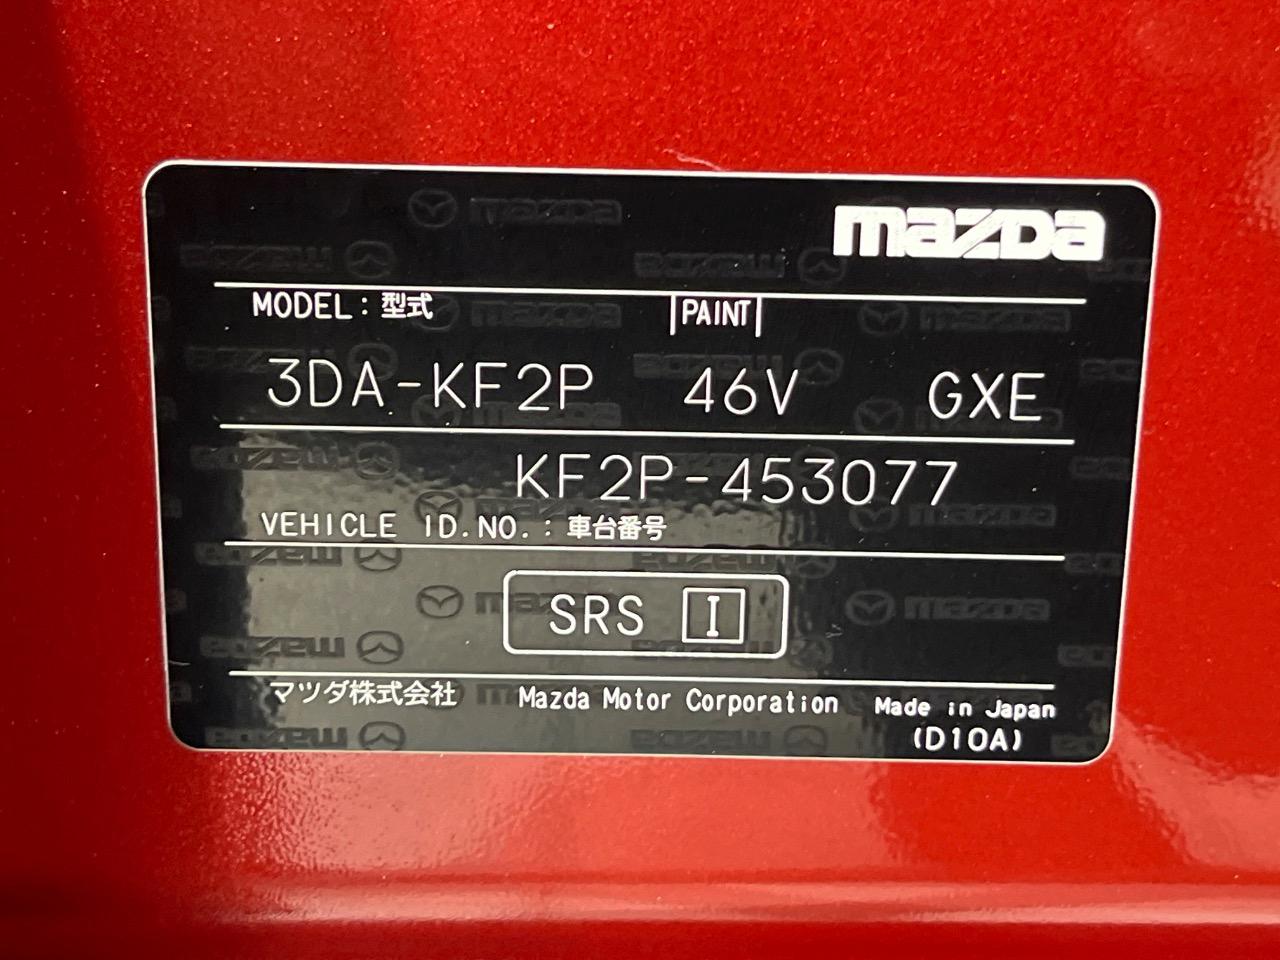 mazda
MODEL: 型式 PAINT
3DA-KF2P 46V GXE
KF2P-453077
VEHICLE ID.NO.: 車台番号
SRS I
マツダ株式会社 Mazda Motor Corporation Made in Japan
(D10A)